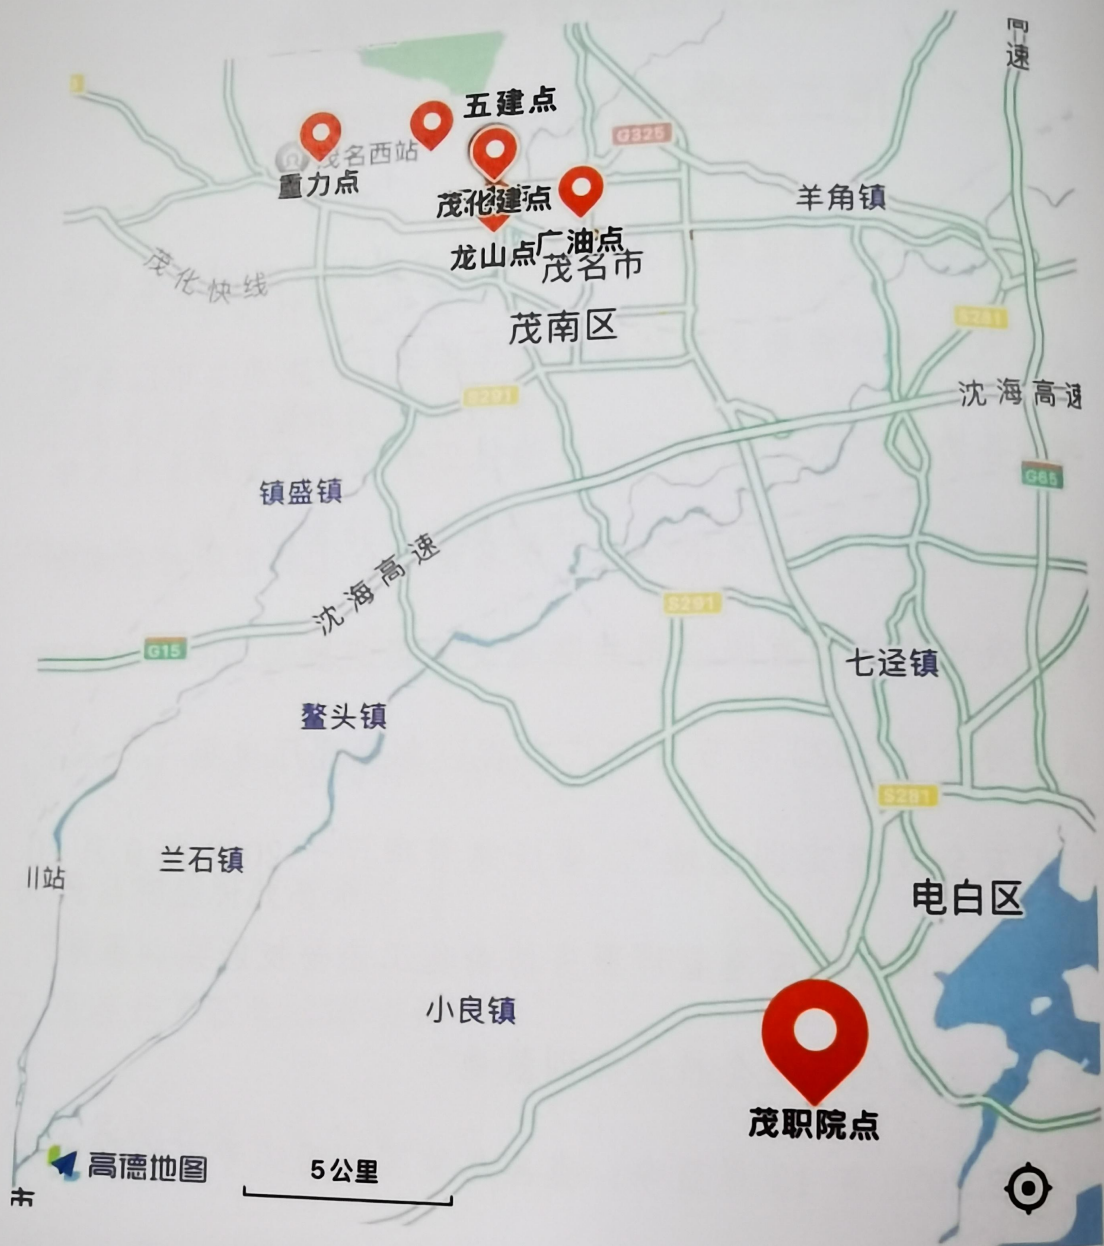 高
速
五建点
G325
茂名西站
重力点
茂化建点
羊角镇
龙山点
广油点
茂名市
茂化快线
茂南区
S281
S291
沈海高速
G65
镇盛镇
沈海高速
S291
G15
七迳镇
鳌头镇
S281
兰石镇
川站
电白区
小良镇
茂职院点
高德地图
5公里
市